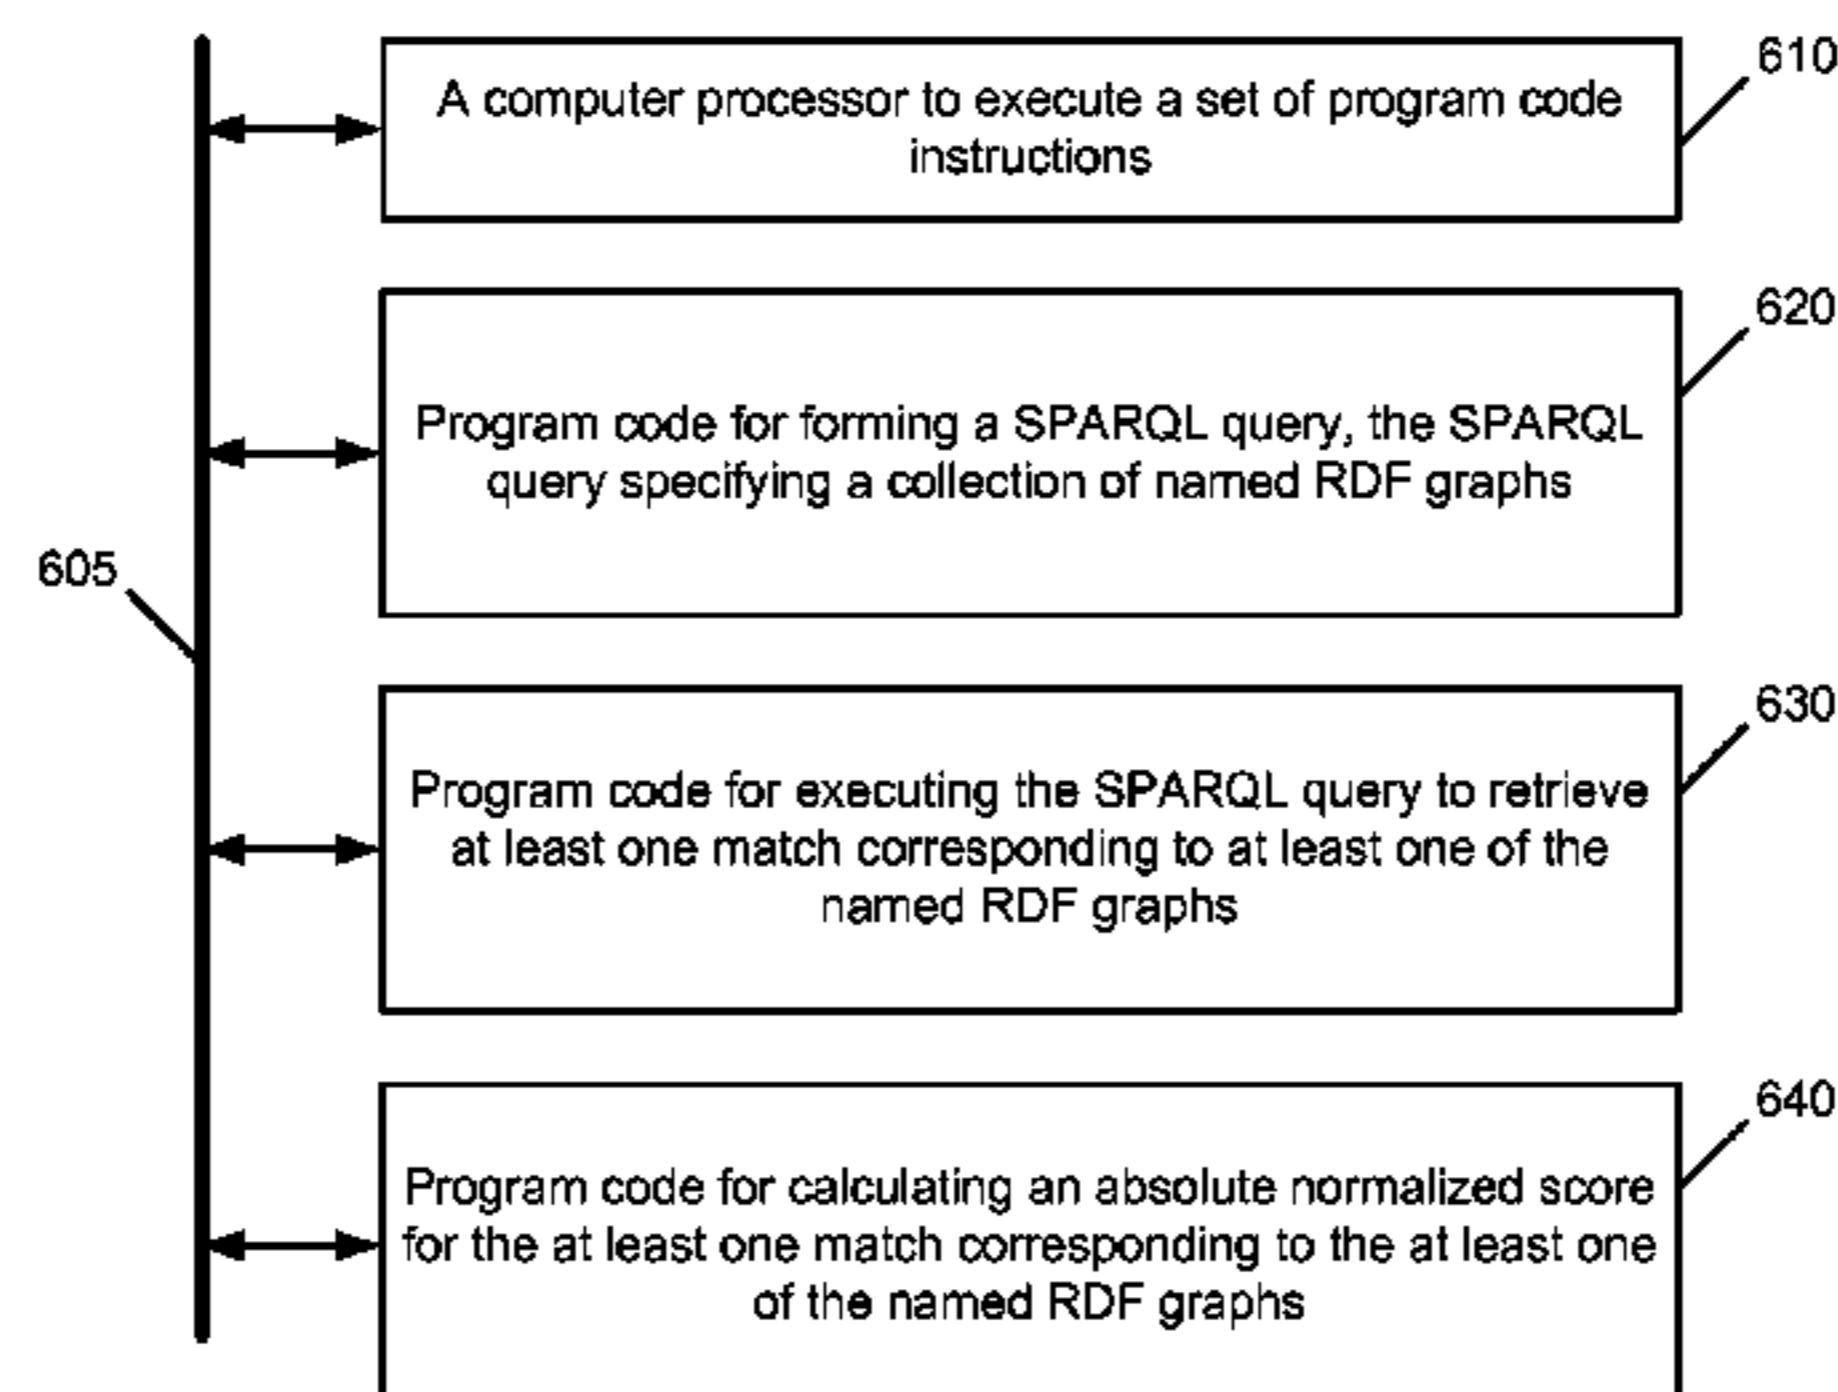 610
A computer processor to execute a set of program code
instructions
620
Program code for forming a SPARQL query, the SPARQL
query specifying a collection of named RDF graphs
605
630
Program code for executing the SPARQL query to retrieve
at least one match corresponding to at least one of the
named RDF graphs
640
Program code for calculating an absolute normalized score
for the at least one match corresponding to the at least one
of the named RDF graphs